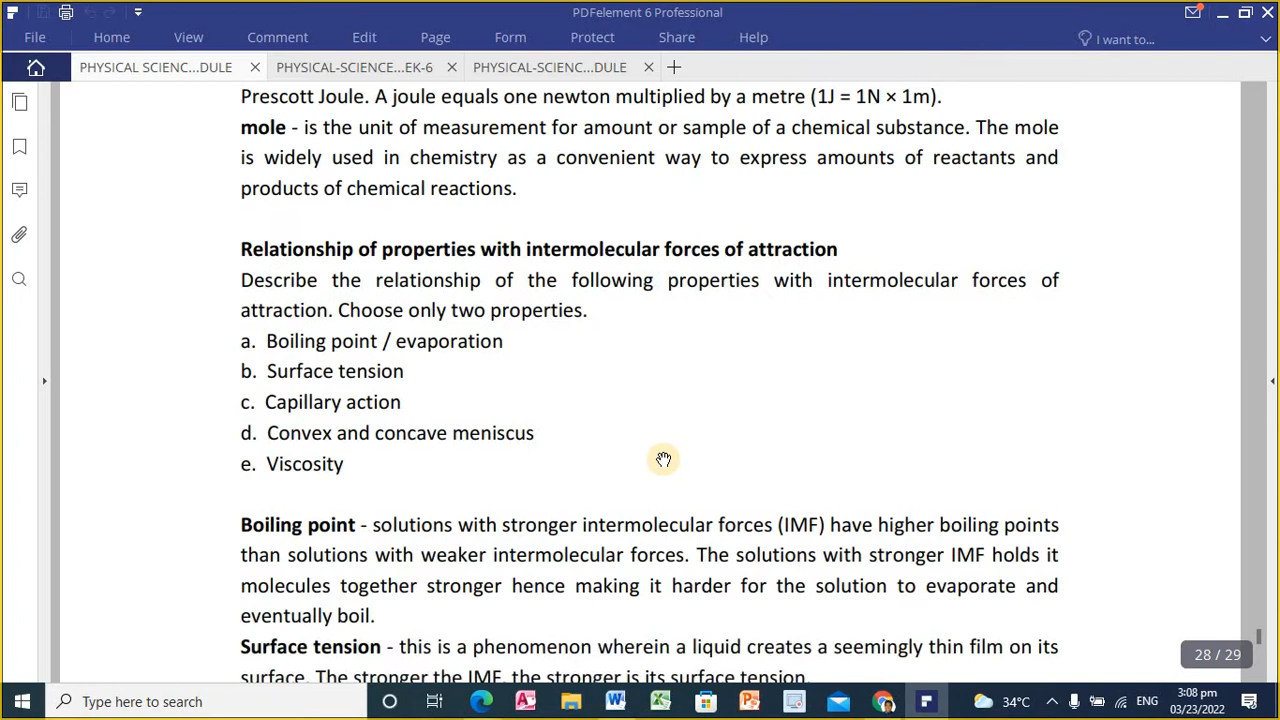 PDFelement 6 Professional
File Home View Comment Edit Page Form Protect Share Help I want to...
PHYSICAL SCIENC...DULE PHYSICAL-SCIENCE...EK-6 PHYSICAL-SCIENC...DULE
Prescott Joule. A joule equals one newton multiplied by a metre (1J = 1N × 1m).
mole - is the unit of measurement for amount or sample of a chemical substance. The mole
is widely used in chemistry as a convenient way to express amounts of reactants and
products of chemical reactions.
Relationship of properties with intermolecular forces of attraction
Describe the relationship of the following properties with intermolecular forces of
attraction. Choose only two properties.
a. Boiling point / evaporation
b. Surface tension
c. Capillary action
d. Convex and concave meniscus
e. Viscosity
Boiling point - solutions with stronger intermolecular forces (IMF) have higher boiling points
than solutions with weaker intermolecular forces. The solutions with stronger IMF holds it
molecules together stronger hence making it harder for the solution to evaporate and
eventually boil.
Surface tension - this is a phenomenon wherein a liquid creates a seemingly thin film on its
surface. The stronger the IMF, the stronger is its surface tension.
28 / 29
Type here to search 34°C ENG 3:08 pm
03/23/2022